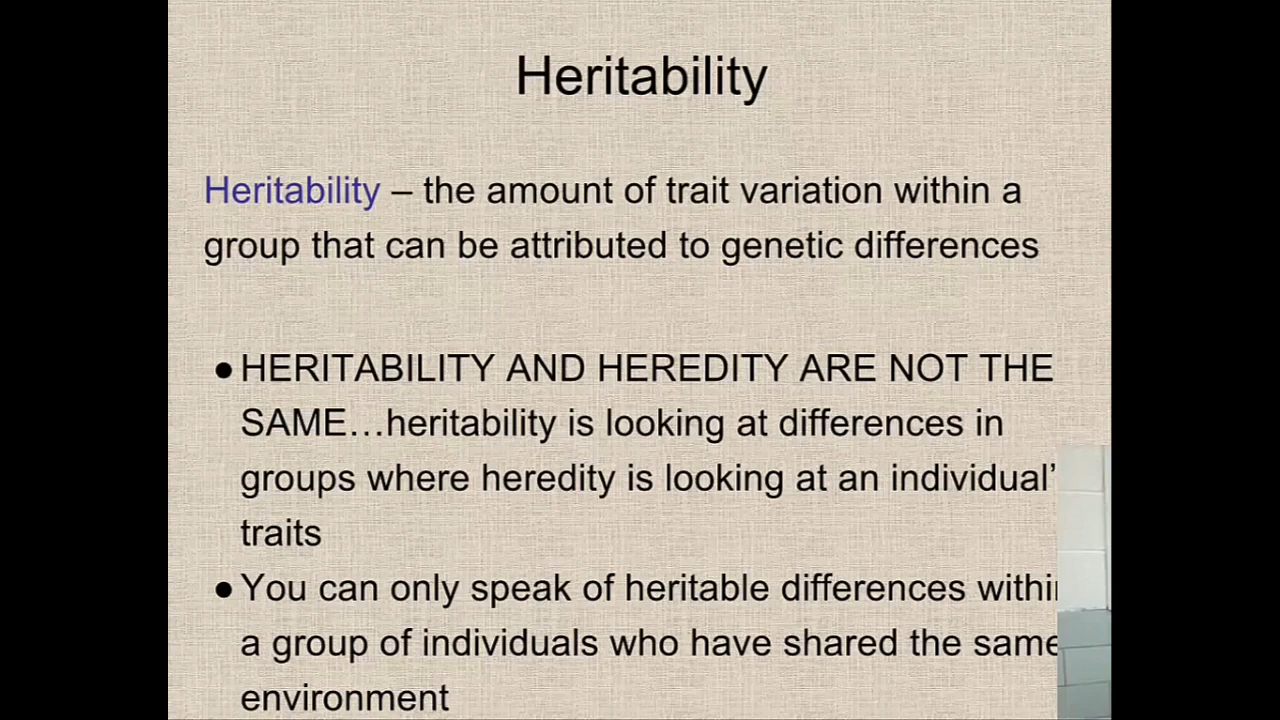 Heritability
Heritability – the amount of trait variation within a
group that can be attributed to genetic differences
●HERITABILITY AND HEREDITY ARE NOT THE
SAME…heritability is looking at differences in
groups where heredity is looking at an individual’
traits
●You can only speak of heritable differences withi
a group of individuals who have shared the same
environment